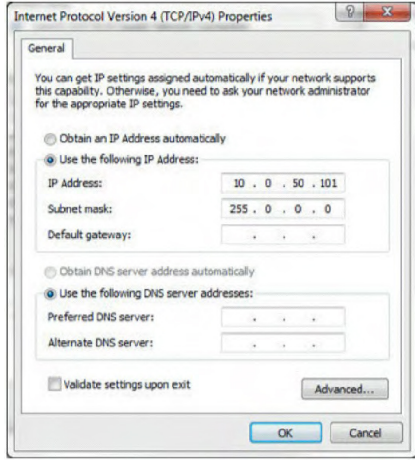 Internet Protocol Version 4 (TCP/IPv4) Properties
?
General
You can get IP settings assigned automatically if your network supports
this capability. Otherwise, you need to ask your network administrator
for the appropriate IP settings.
Obtain an IP Address automatically
Use the following IP Address:
IP Address: 10 . 0 . 50 . 101
Subnet mask: 255 . 0 . 0 . 0
Default gateway: . . .
Obtain DNS server address automatically
Use the following DNS server addresses:
Preferred DNS server: . . .
Alternate DNS server: . . .
Validate settings upon exit
Advanced...
OK Cancel